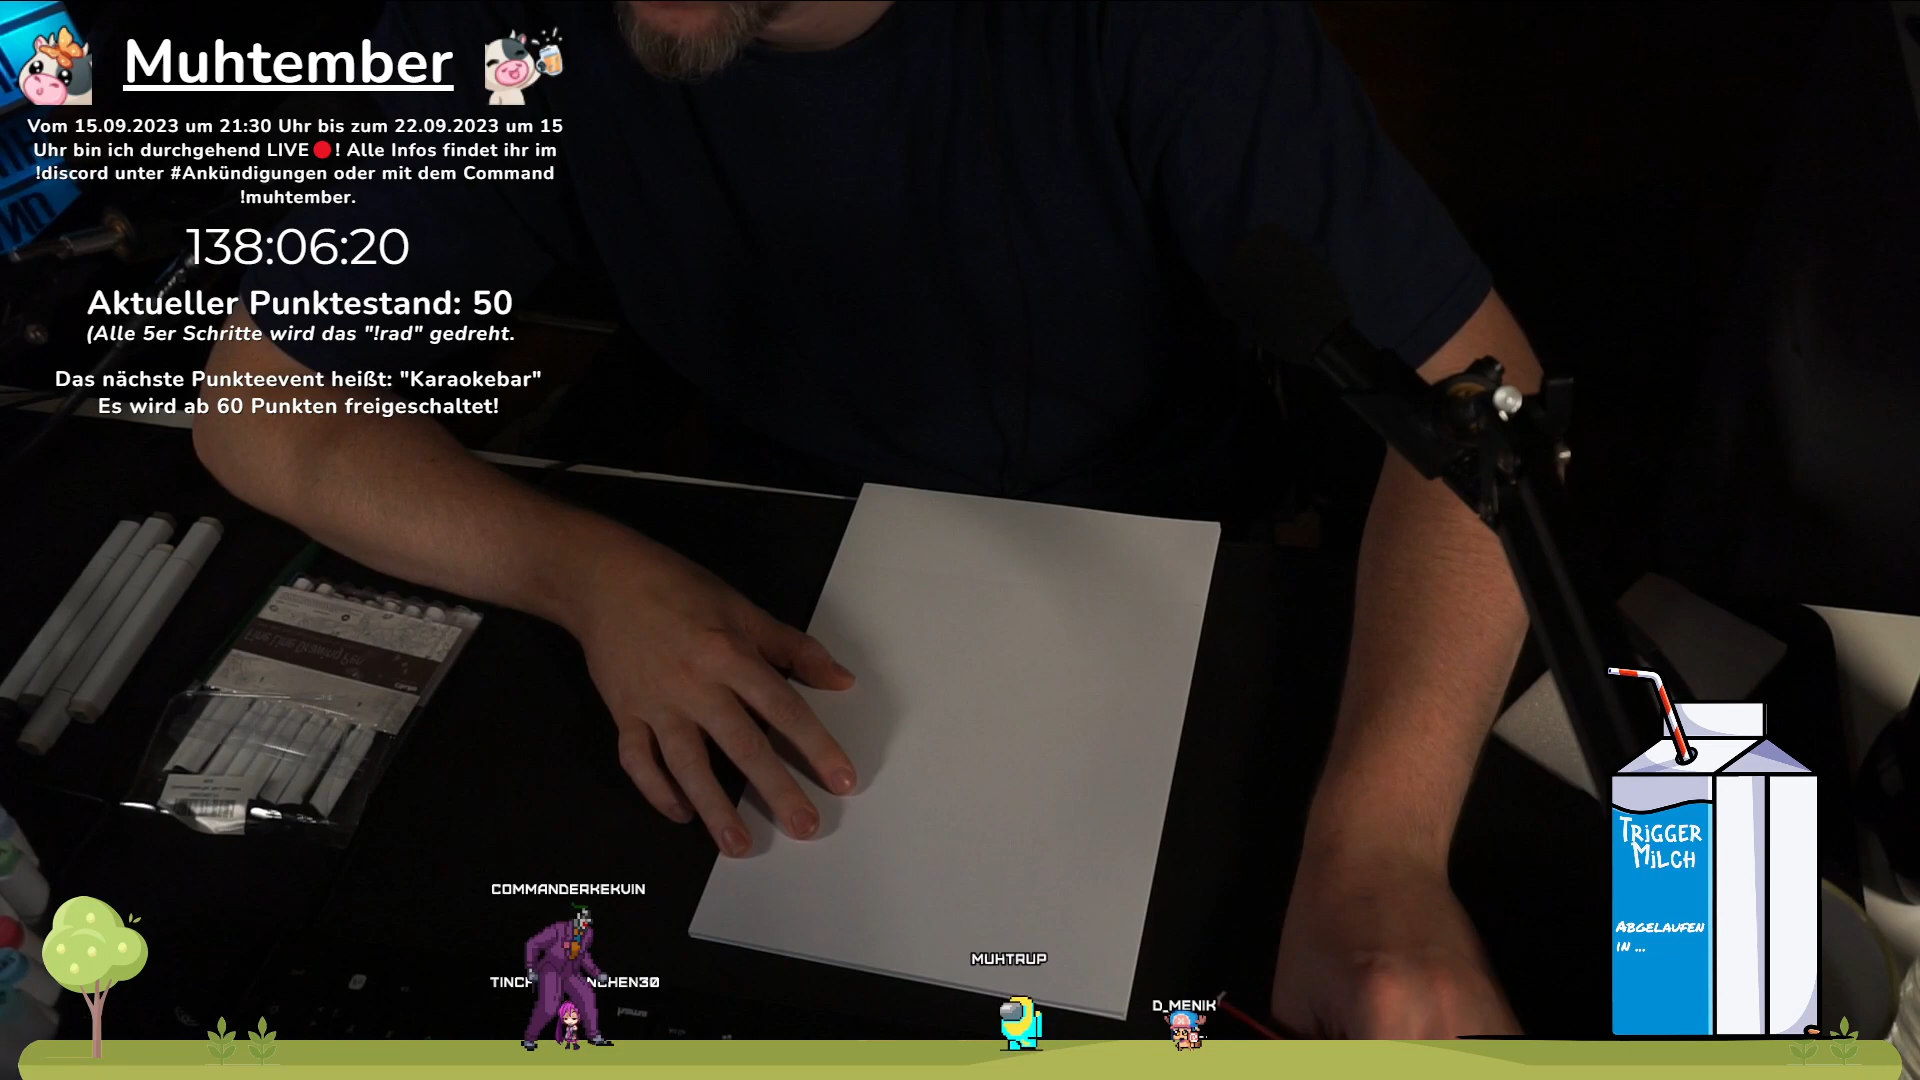 Muhtember
Vom 15.09.2023 um 21:30 Uhr bis zum 22.09.2023 um 15
Uhr bin ich durchgehend LIVE🔴! Alle Infos findet ihr im
!discord unter #Ankündigungen oder mit dem Command
!muhtember.
138:06:20
Aktueller Punktestand: 50
(Alle 5er Schritte wird das "!rad" gedreht.
Das nächste Punkteevent heißt: "Karaokebar"
Es wird ab 60 Punkten freigeschaltet!
TRiGGER
MiLCH
ABGELAUFEN
IN ...
COMMANDERKEKUIN
MUHTRUP
D_MENIK